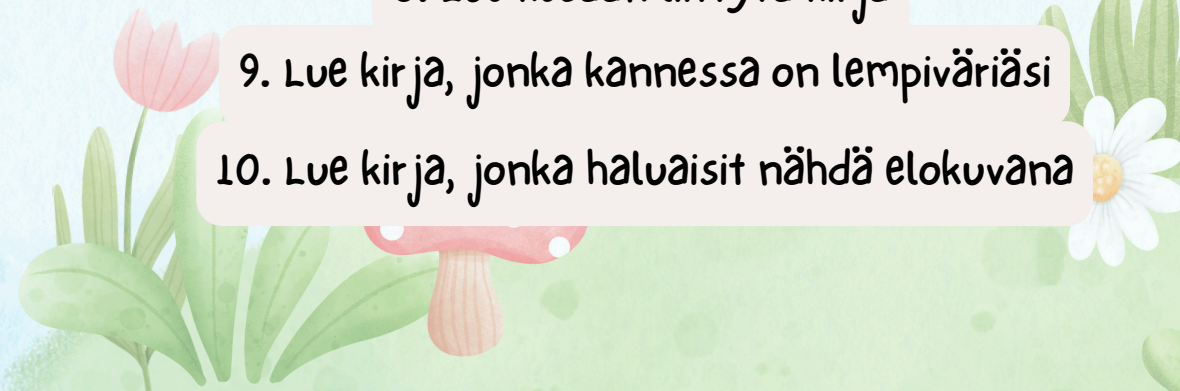 9. Lue kirja, jonka kannessa on lempiväriäsi
10. Lue kirja, jonka haluaisit nähdä elokuvana